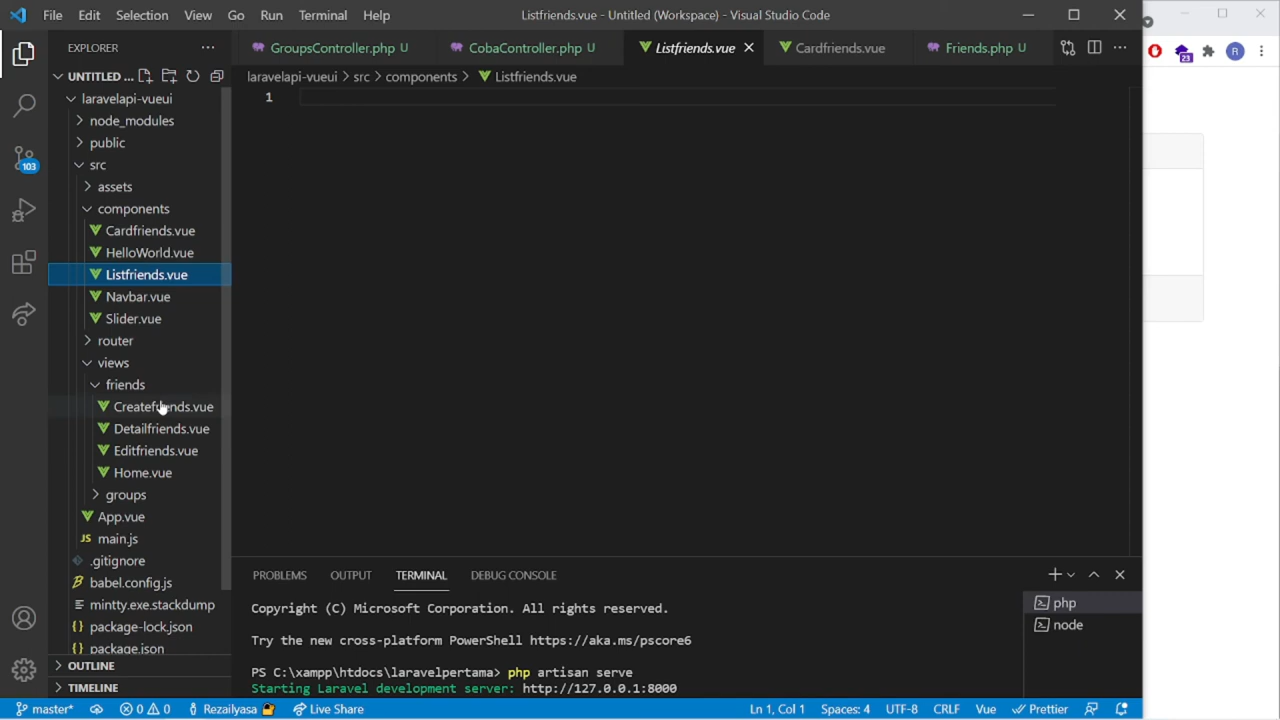 File Edit Selection View Go Run Terminal Help Listfriends.vue - Untitled (Workspace) - Visual Studio Code
EXPLORER
GroupsController.php U CobaController.php U Listfriends.vue Cardfriends.vue Friends.php U
UNTITLED ...
laravelapi-vueui > src > components > Listfriends.vue
R
23
laravelapi-vueui
node_modules
public
src
assets
components
Cardfriends.vue
HelloWorld.vue
Listfriends.vue
Navbar.vue
Slider.vue
router
views
friends
Createfriends.vue
Detailfriends.vue
Editfriends.vue
Home.vue
groups
App.vue
JS main.js
.gitignore
babel.config.js
mintty.exe.stackdump
{} package-lock.json
{} package.json
OUTLINE
TIMELINE
103
1
PROBLEMS OUTPUT TERMINAL DEBUG CONSOLE
Copyright (C) Microsoft Corporation. All rights reserved.
Try the new cross-platform PowerShell https://aka.ms/pscore6
PS C:\xampp\htdocs\laravelpertama> php artisan serve
Starting Laravel development server: http://127.0.0.1:8000
php
node
master* 0 0 Rezailyasa Live Share Ln 1, Col 1 Spaces: 4 UTF-8 CRLF Vue Prettier